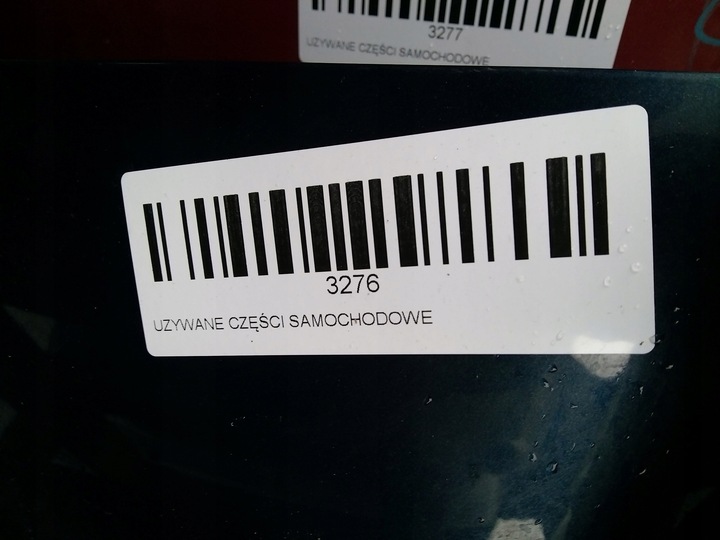 3277
UZYWANE CZĘŚCI SAMOCHODOWE
3276
UZYWANE CZĘŚCI SAMOCHODOWE